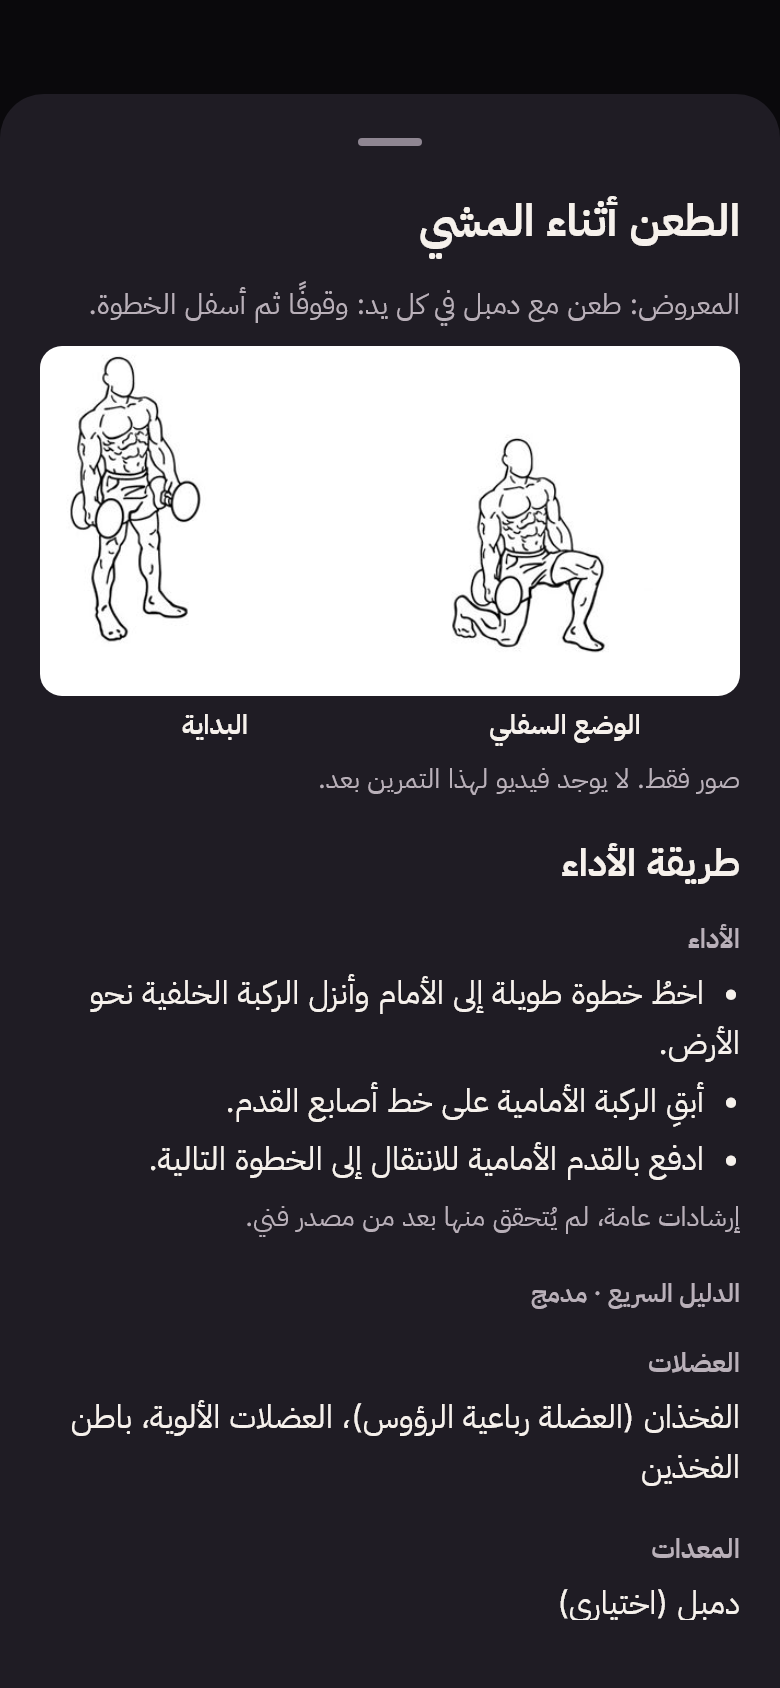 الطعن أثناء المشي
المعروض: طعن مع دمبل في كل يد: وقوفًا ثم أسفل الخطوة.
الوضع السفلي
البداية
صور فقط. لا يوجد فيديو لهذا التمرين بعد.
طريقة الأداء
الأداء
• اخطُ خطوة طويلة إلى الأمام وأنزل الركبة الخلفية نحو
الأرض.
• أبقِ الركبة الأمامية على خط أصابع القدم.
• ادفع بالقدم الأمامية للانتقال إلى الخطوة التالية.
إرشادات عامة، لم يُتحقق منها بعد من مصدر فني.
الدليل السريع · مدمج
العضلات
الفخذان (العضلة رباعية الرؤوس)، العضلات الألوية، باطن
الفخذين
المعدات
دمبل (اختياري)